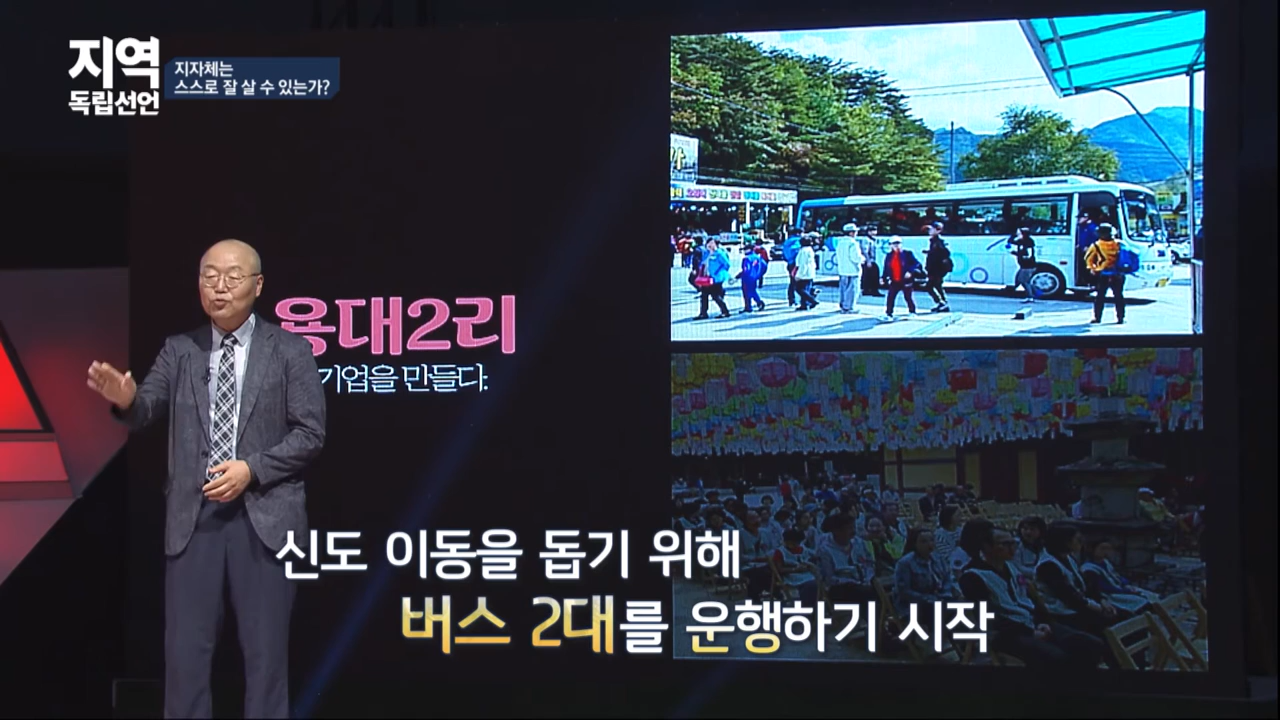 지역
독립선언
지자체는
스스로 잘 살 수 있는가?
용대2리
기업을 만들다.
신도 이동을 돕기 위해
버스 2대를 운행하기 시작